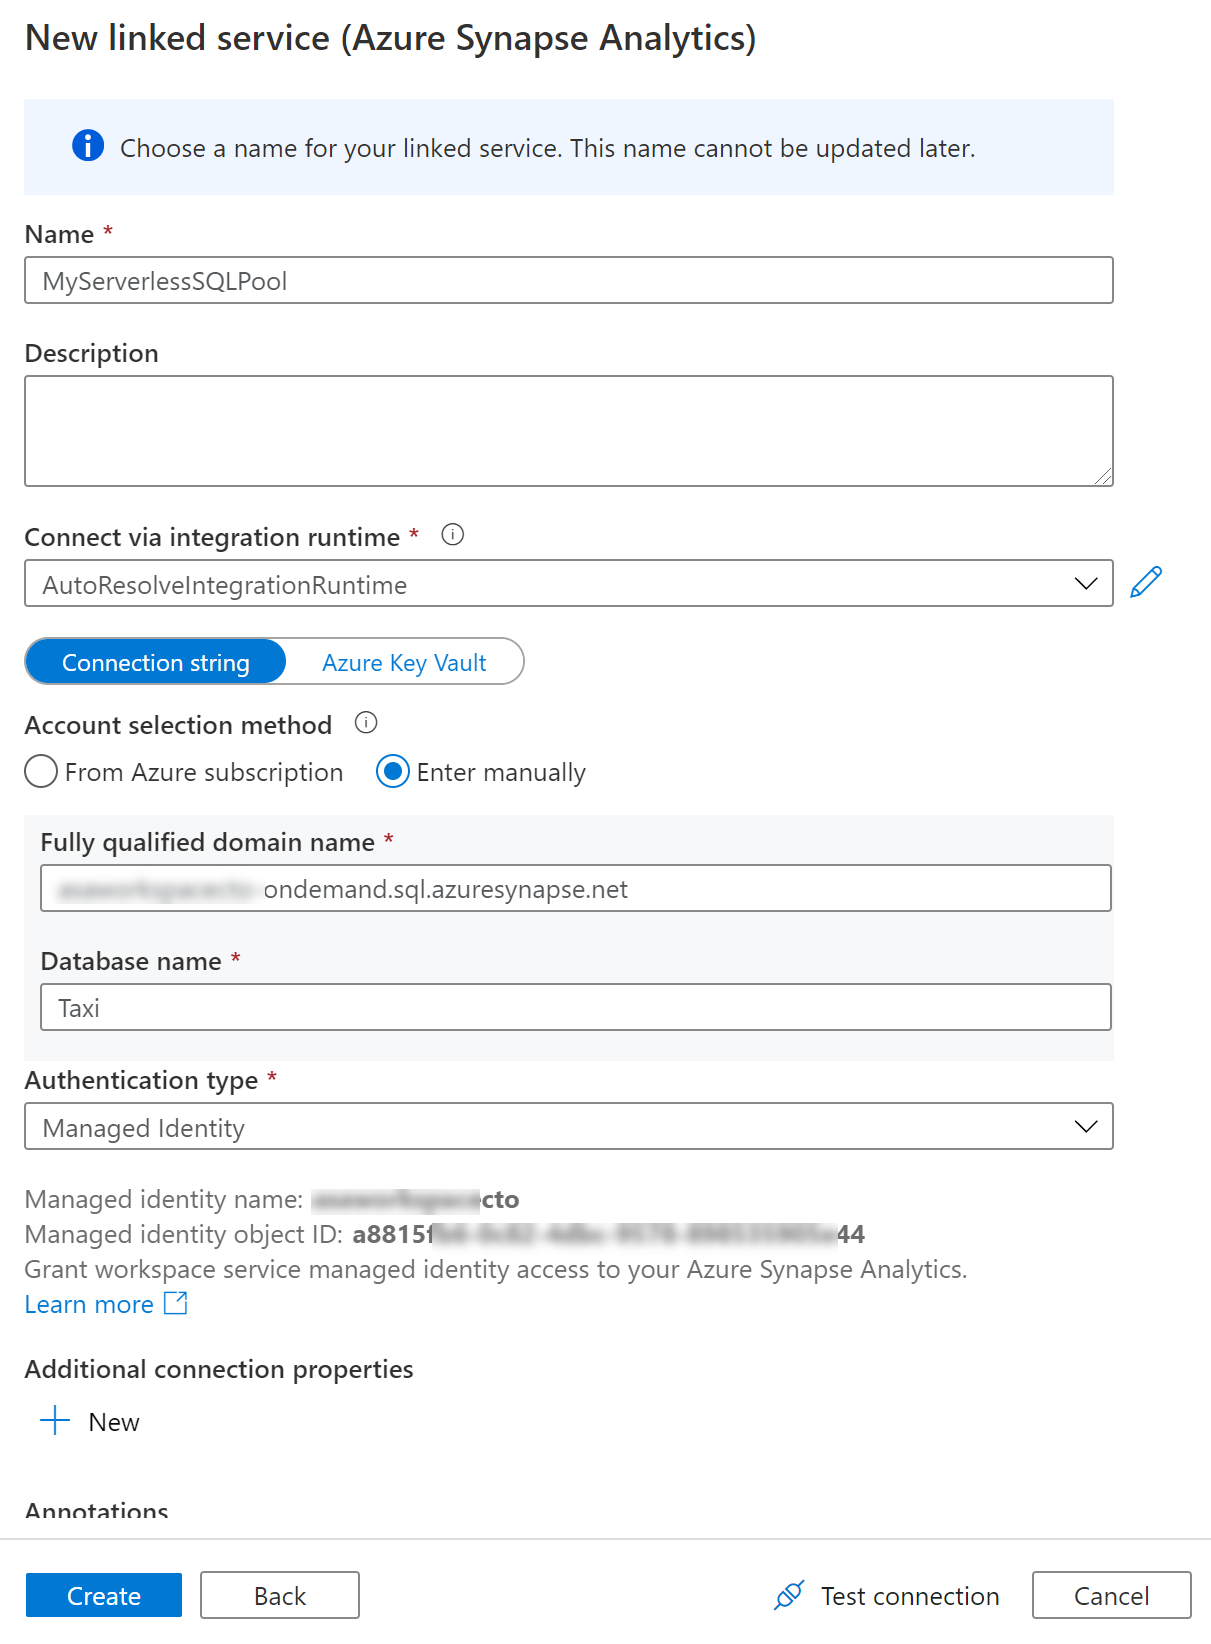 New linked service (Azure Synapse Analytics)
Choose a name for your linked service. This name cannot be updated later.
Name *
MyServerlessSQLPool
Description
Connect via integration runtime *
AutoResolveIntegrationRuntime
Connection string Azure Key Vault
Account selection method
From Azure subscription Enter manually
Fully qualified domain name *
ondemand.sql.azuresynapse.net
Database name *
Taxi
Authentication type *
Managed Identity
Managed identity name: cto
Managed identity object ID: a8815f 44
Grant workspace service managed identity access to your Azure Synapse Analytics.
Learn more
Additional connection properties
New
Annotations
Create Back Test connection Cancel